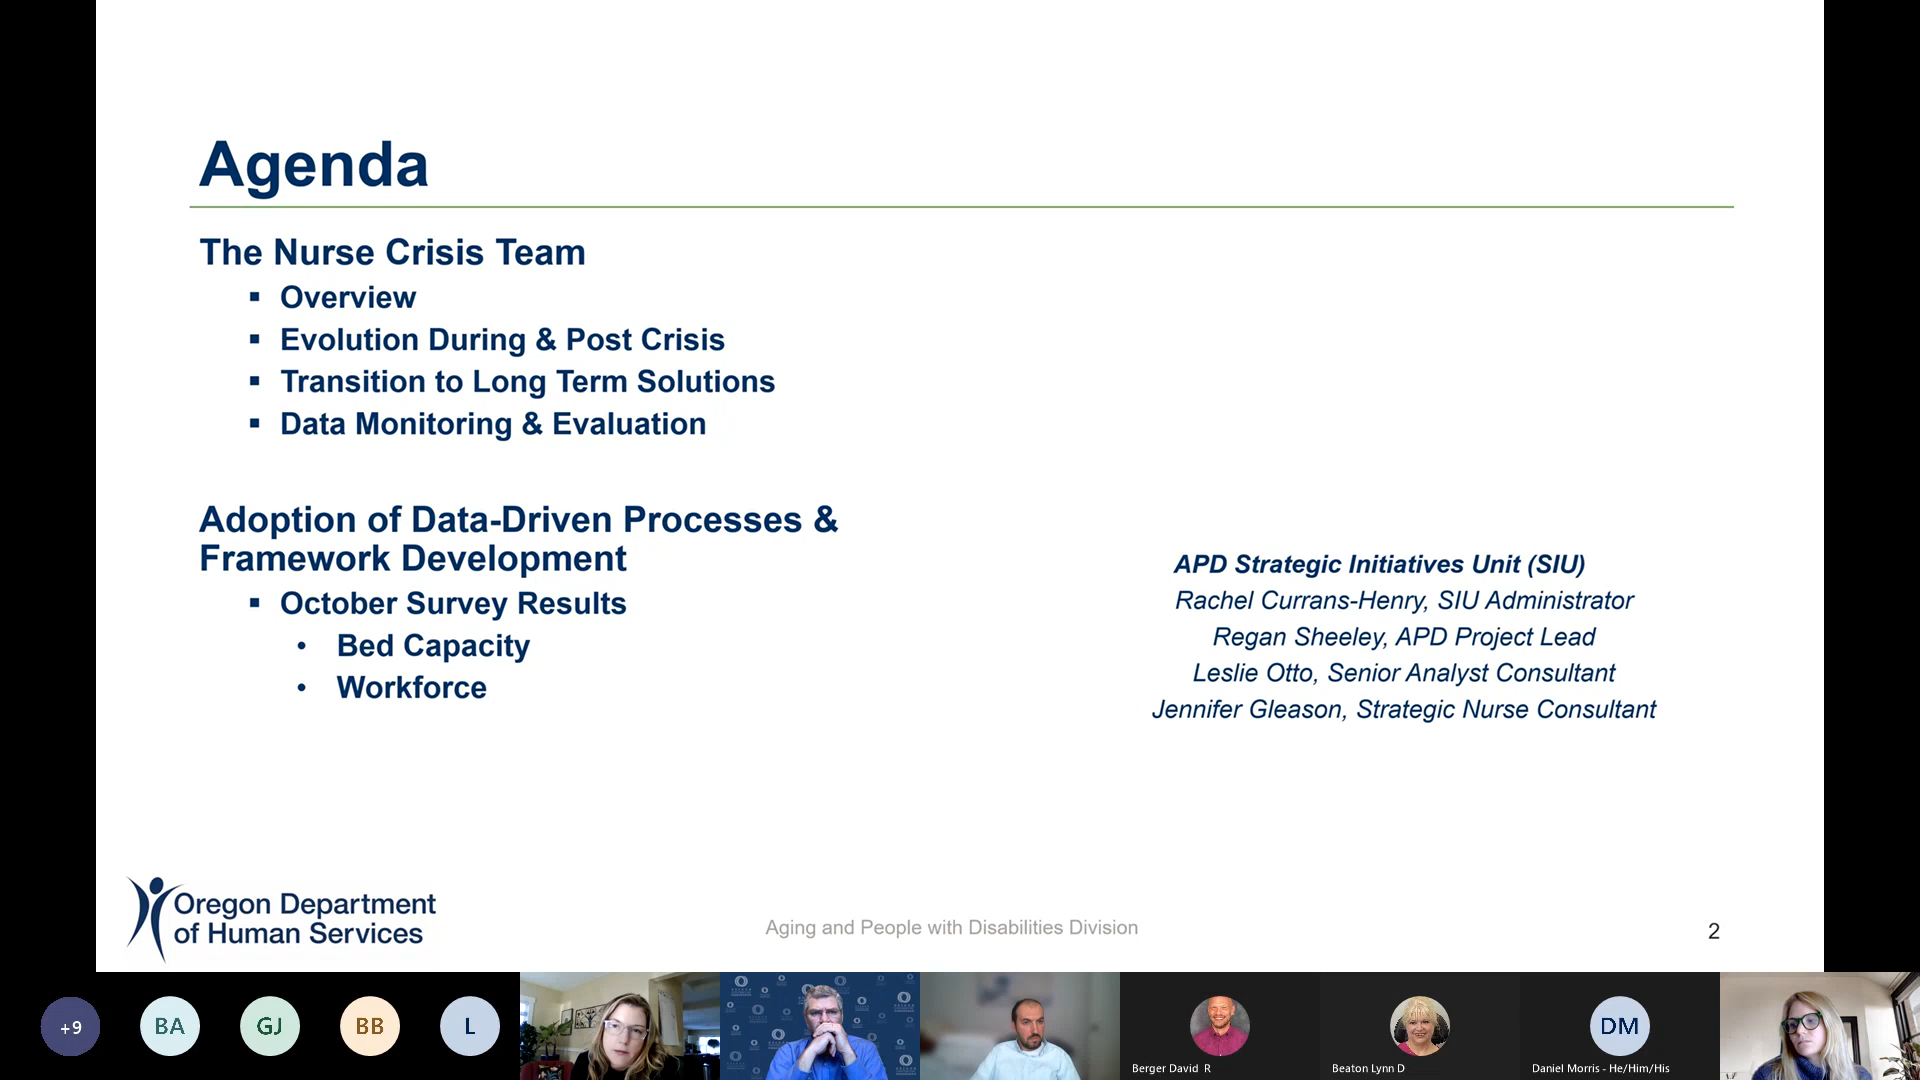 Agenda
The Nurse Crisis Team
▪ Overview
▪ Evolution During & Post Crisis
▪ Transition to Long Term Solutions
▪ Data Monitoring & Evaluation
Adoption of Data-Driven Processes &
Framework Development
▪ October Survey Results
• Bed Capacity
• Workforce
APD Strategic Initiatives Unit (SIU)
Rachel Currans-Henry, SIU Administrator
Regan Sheeley, APD Project Lead
Leslie Otto, Senior Analyst Consultant
Jennifer Gleason, Strategic Nurse Consultant
Oregon Department
of Human Services
Aging and People with Disabilities Division
2
+9
BA
GJ
BB
L
Berger David R
Beaton Lynn D
DM
Daniel Morris - He/Him/His